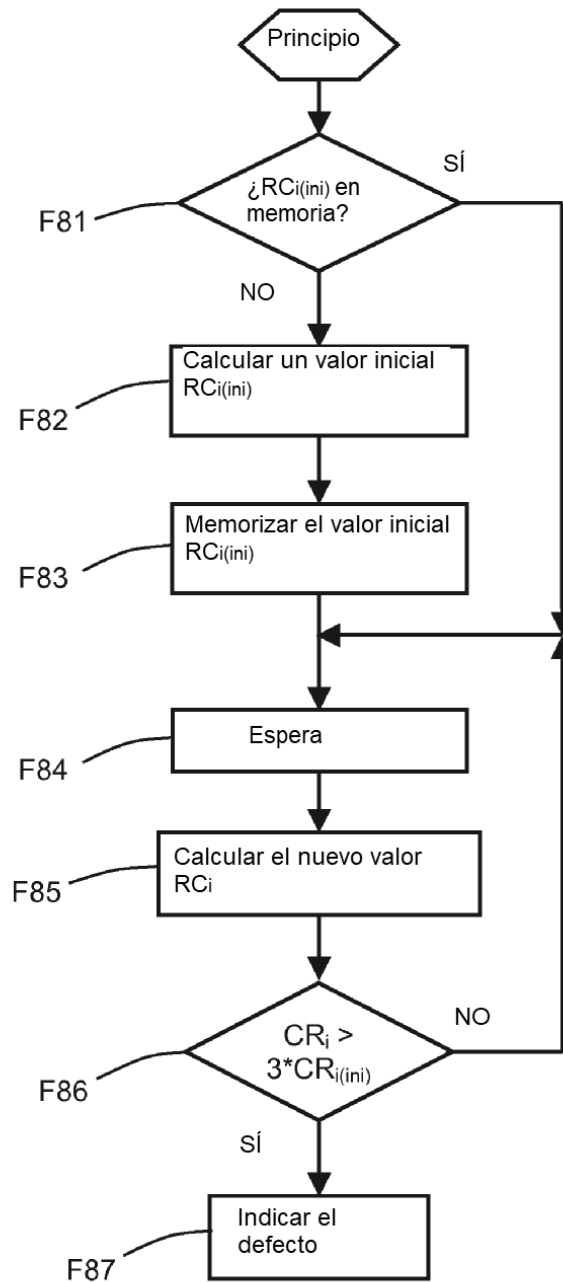 Principio
SÍ
¿RCi(ini) en
memoria?
F81
NO
Calcular un valor inicial
RCi(ini)
F82
Memorizar el valor inicial
RCi(ini)
F83
Espera
F84
Calcular el nuevo valor
RCi
F85
NO
CRi >
3*CRi(ini)
F86
SÍ
Indicar el
defecto
F87